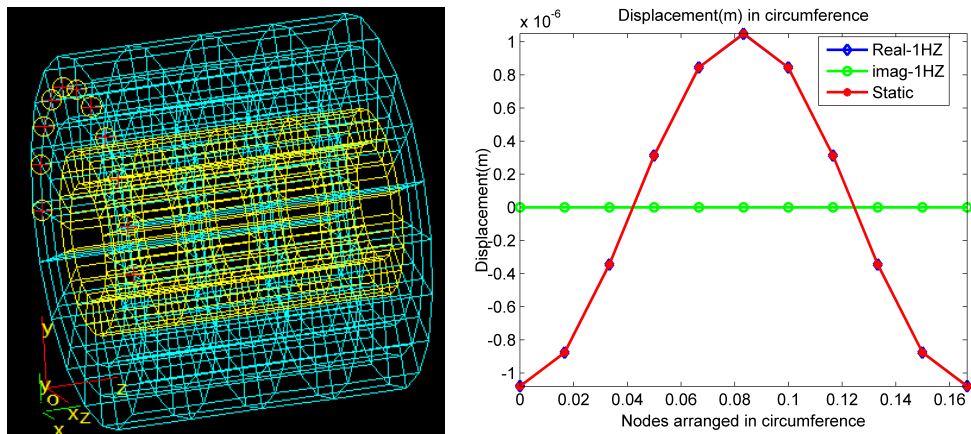 y
z
y
o
x z
x
x 10^-6
Displacement(m) in circumference
1
0.8
0.6
0.4
0.2
0
-0.2
-0.4
-0.6
-0.8
-1
Displacement(m)
Real-1HZ
imag-1HZ
Static
0 0.02 0.04 0.06 0.08 0.10 0.12 0.14 0.16
Nodes arranged in circumference